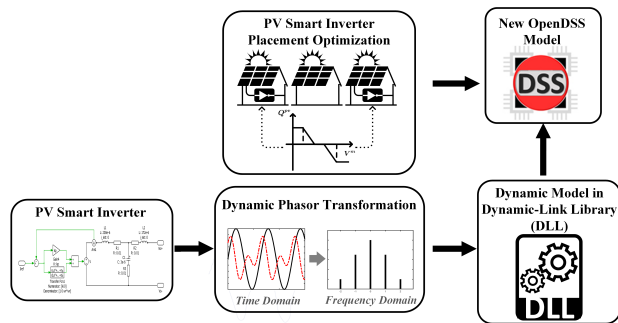 PV Smart Inverter
Placement Optimization
Q
V
New OpenDSS
Model
DSS
PV Smart Inverter
Dynamic Phasor Transformation
Time Domain
Frequency Domain
Dynamic Model in
Dynamic-Link Library
(DLL)
DLL